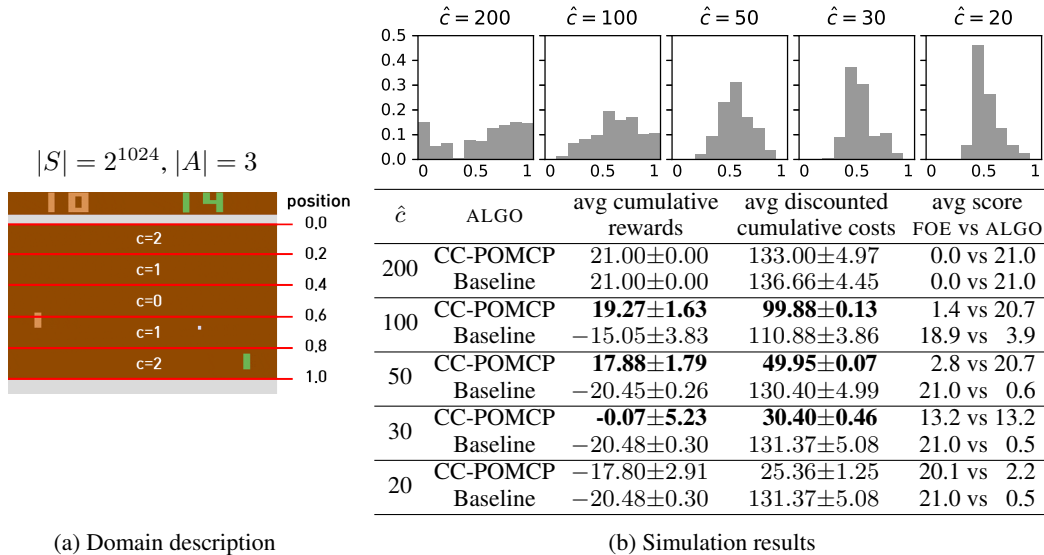 |S| = 2^1024, |A| = 3
10 14
position
0.0
c=2
0.2
c=1
0.4
c=0
0.6
c=1
0.8
c=2
1.0
(a) Domain description
ĉ = 200 ĉ = 100 ĉ = 50 ĉ = 30 ĉ = 20
0.5
0.4
0.3
0.2
0.1
0.0
0 0.5 1 0 0.5 1 0 0.5 1 0 0.5 1 0 0.5 1
ĉ ALGO avg cumulative rewards avg discounted cumulative costs avg score FOE VS ALGO
200 CC-POMCP 21.00±0.00 133.00±4.97 0.0 vs 21.0
Baseline 21.00±0.00 136.66±4.45 0.0 vs 21.0
100 CC-POMCP 19.27±1.63 99.88±0.13 1.4 vs 20.7
Baseline −15.05±3.83 110.88±3.86 18.9 vs 3.9
50 CC-POMCP 17.88±1.79 49.95±0.07 2.8 vs 20.7
Baseline −20.45±0.26 130.40±4.99 21.0 vs 0.6
30 CC-POMCP -0.07±5.23 30.40±0.46 13.2 vs 13.2
Baseline −20.48±0.30 131.37±5.08 21.0 vs 0.5
20 CC-POMCP −17.80±2.91 25.36±1.25 20.1 vs 2.2
Baseline −20.48±0.30 131.37±5.08 21.0 vs 0.5
(b) Simulation results